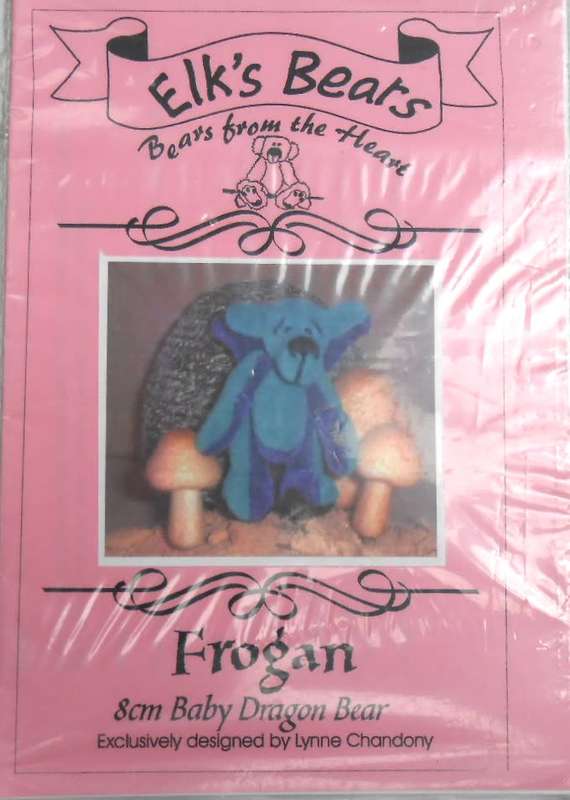 Elk's Bears
Bears from the Heart
Frogan
8cm Baby Dragon Bear
Exclusively designed by Lynne Chandony